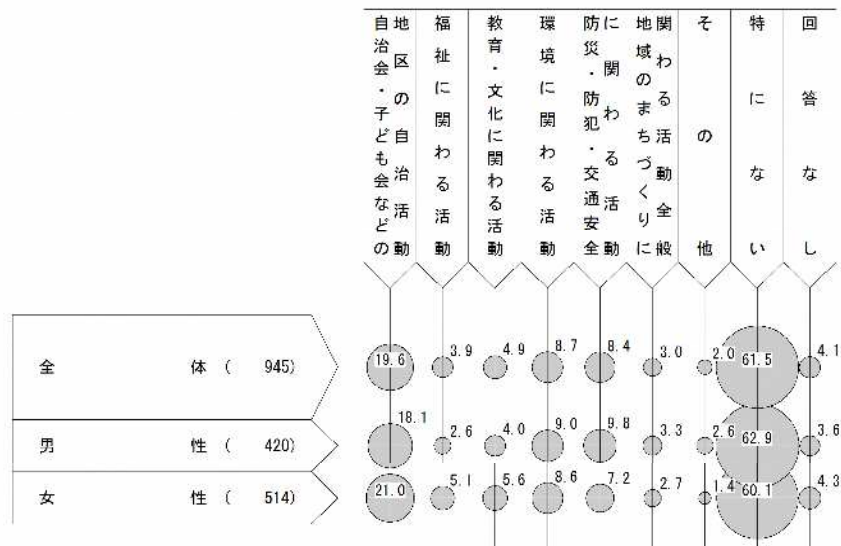 自治会・子ども会などの地区の自治活動
福祉に関わる活動
教育・文化に関わる活動
環境に関わる活動
防災・防犯・交通安全に関わる活動
地域のまちづくりに関わる活動全般
その他
特にない
回答なし
全体 ( 945) 19.6 3.9 4.9 8.7 8.4 3.0 2.0 61.5 4.1
男性 ( 420) 18.1 2.6 4.0 9.0 9.8 3.3 2.6 62.9 3.6
女性 ( 514) 21.0 5.1 5.6 8.6 7.2 2.7 1.4 60.1 4.3